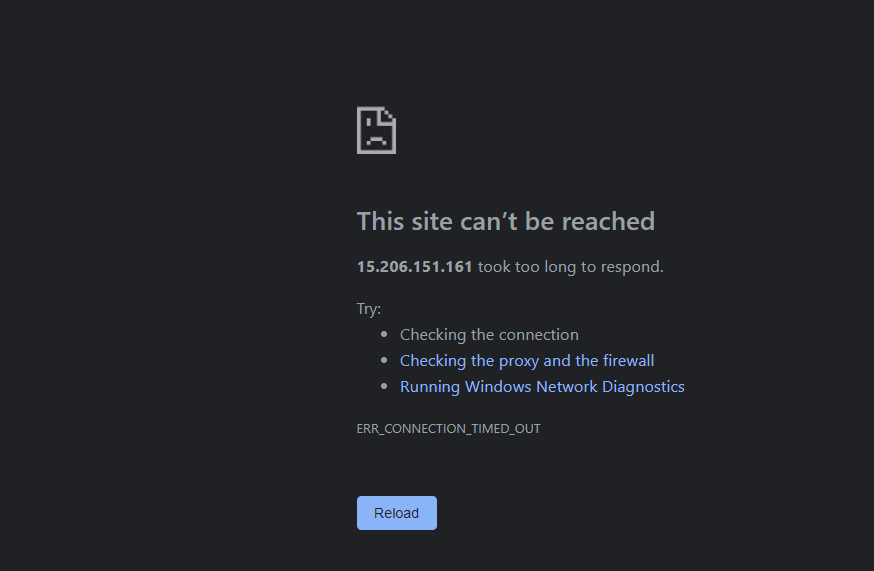 This site can’t be reached
15.206.151.161 took too long to respond.
Try:
Checking the connection
Checking the proxy and the firewall
Running Windows Network Diagnostics
ERR_CONNECTION_TIMED_OUT
Reload